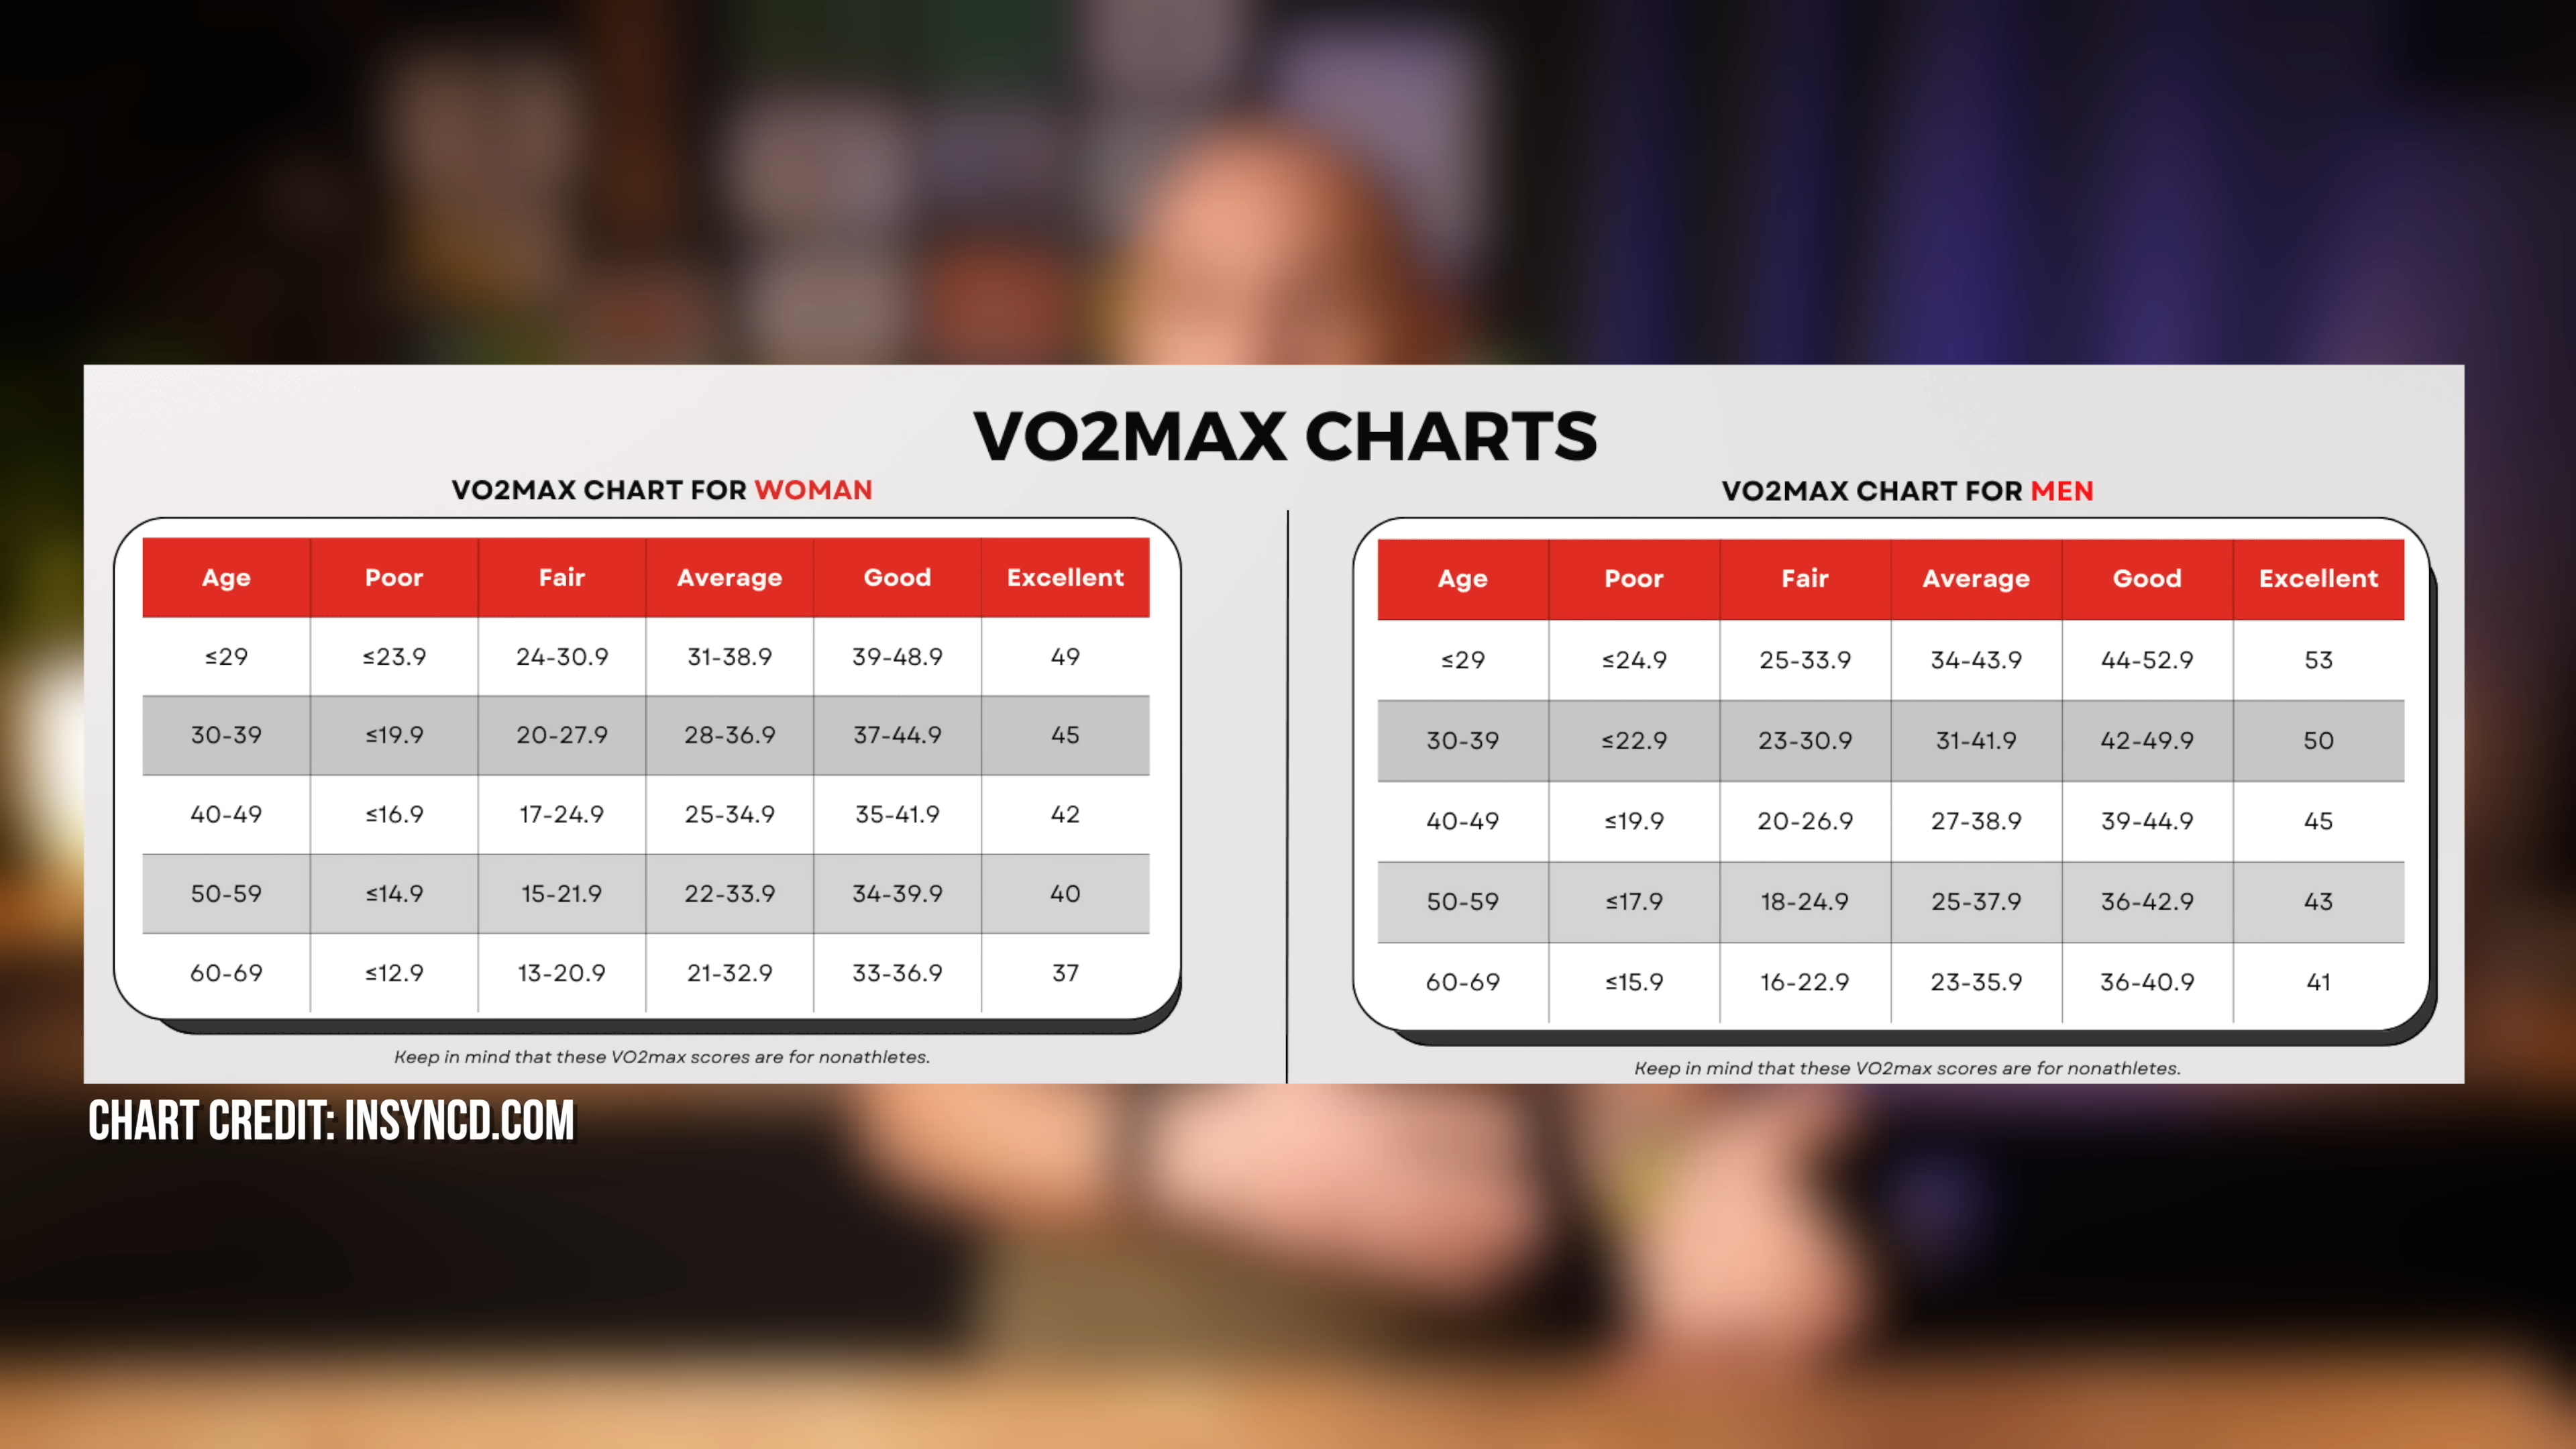 VO2MAX CHARTS
VO2MAX CHART FOR WOMAN
Age Poor Fair Average Good Excellent
≤29 ≤23.9 24-30.9 31-38.9 39-48.9 49
30-39 ≤19.9 20-27.9 28-36.9 37-44.9 45
40-49 ≤16.9 17-24.9 25-34.9 35-41.9 42
50-59 ≤14.9 15-21.9 22-33.9 34-39.9 40
60-69 ≤12.9 13-20.9 21-32.9 33-36.9 37
Keep in mind that these VO2max scores are for nonathletes.
VO2MAX CHART FOR MEN
Age Poor Fair Average Good Excellent
≤29 ≤24.9 25-33.9 34-43.9 44-52.9 53
30-39 ≤22.9 23-30.9 31-41.9 42-49.9 50
40-49 ≤19.9 20-26.9 27-38.9 39-44.9 45
50-59 ≤17.9 18-24.9 25-37.9 36-42.9 43
60-69 ≤15.9 16-22.9 23-35.9 36-40.9 41
Keep in mind that these VO2max scores are for nonathletes.
CHART CREDIT: INSYNCD.COM